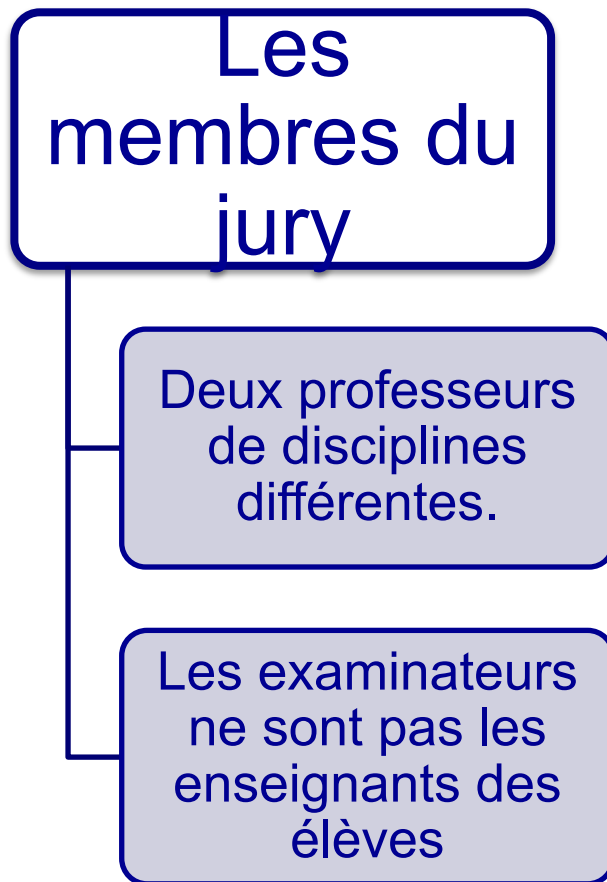 Les
membres du
jury
Deux professeurs
de disciplines
différentes.
Les examinateurs
ne sont pas les
enseignants des
élèves